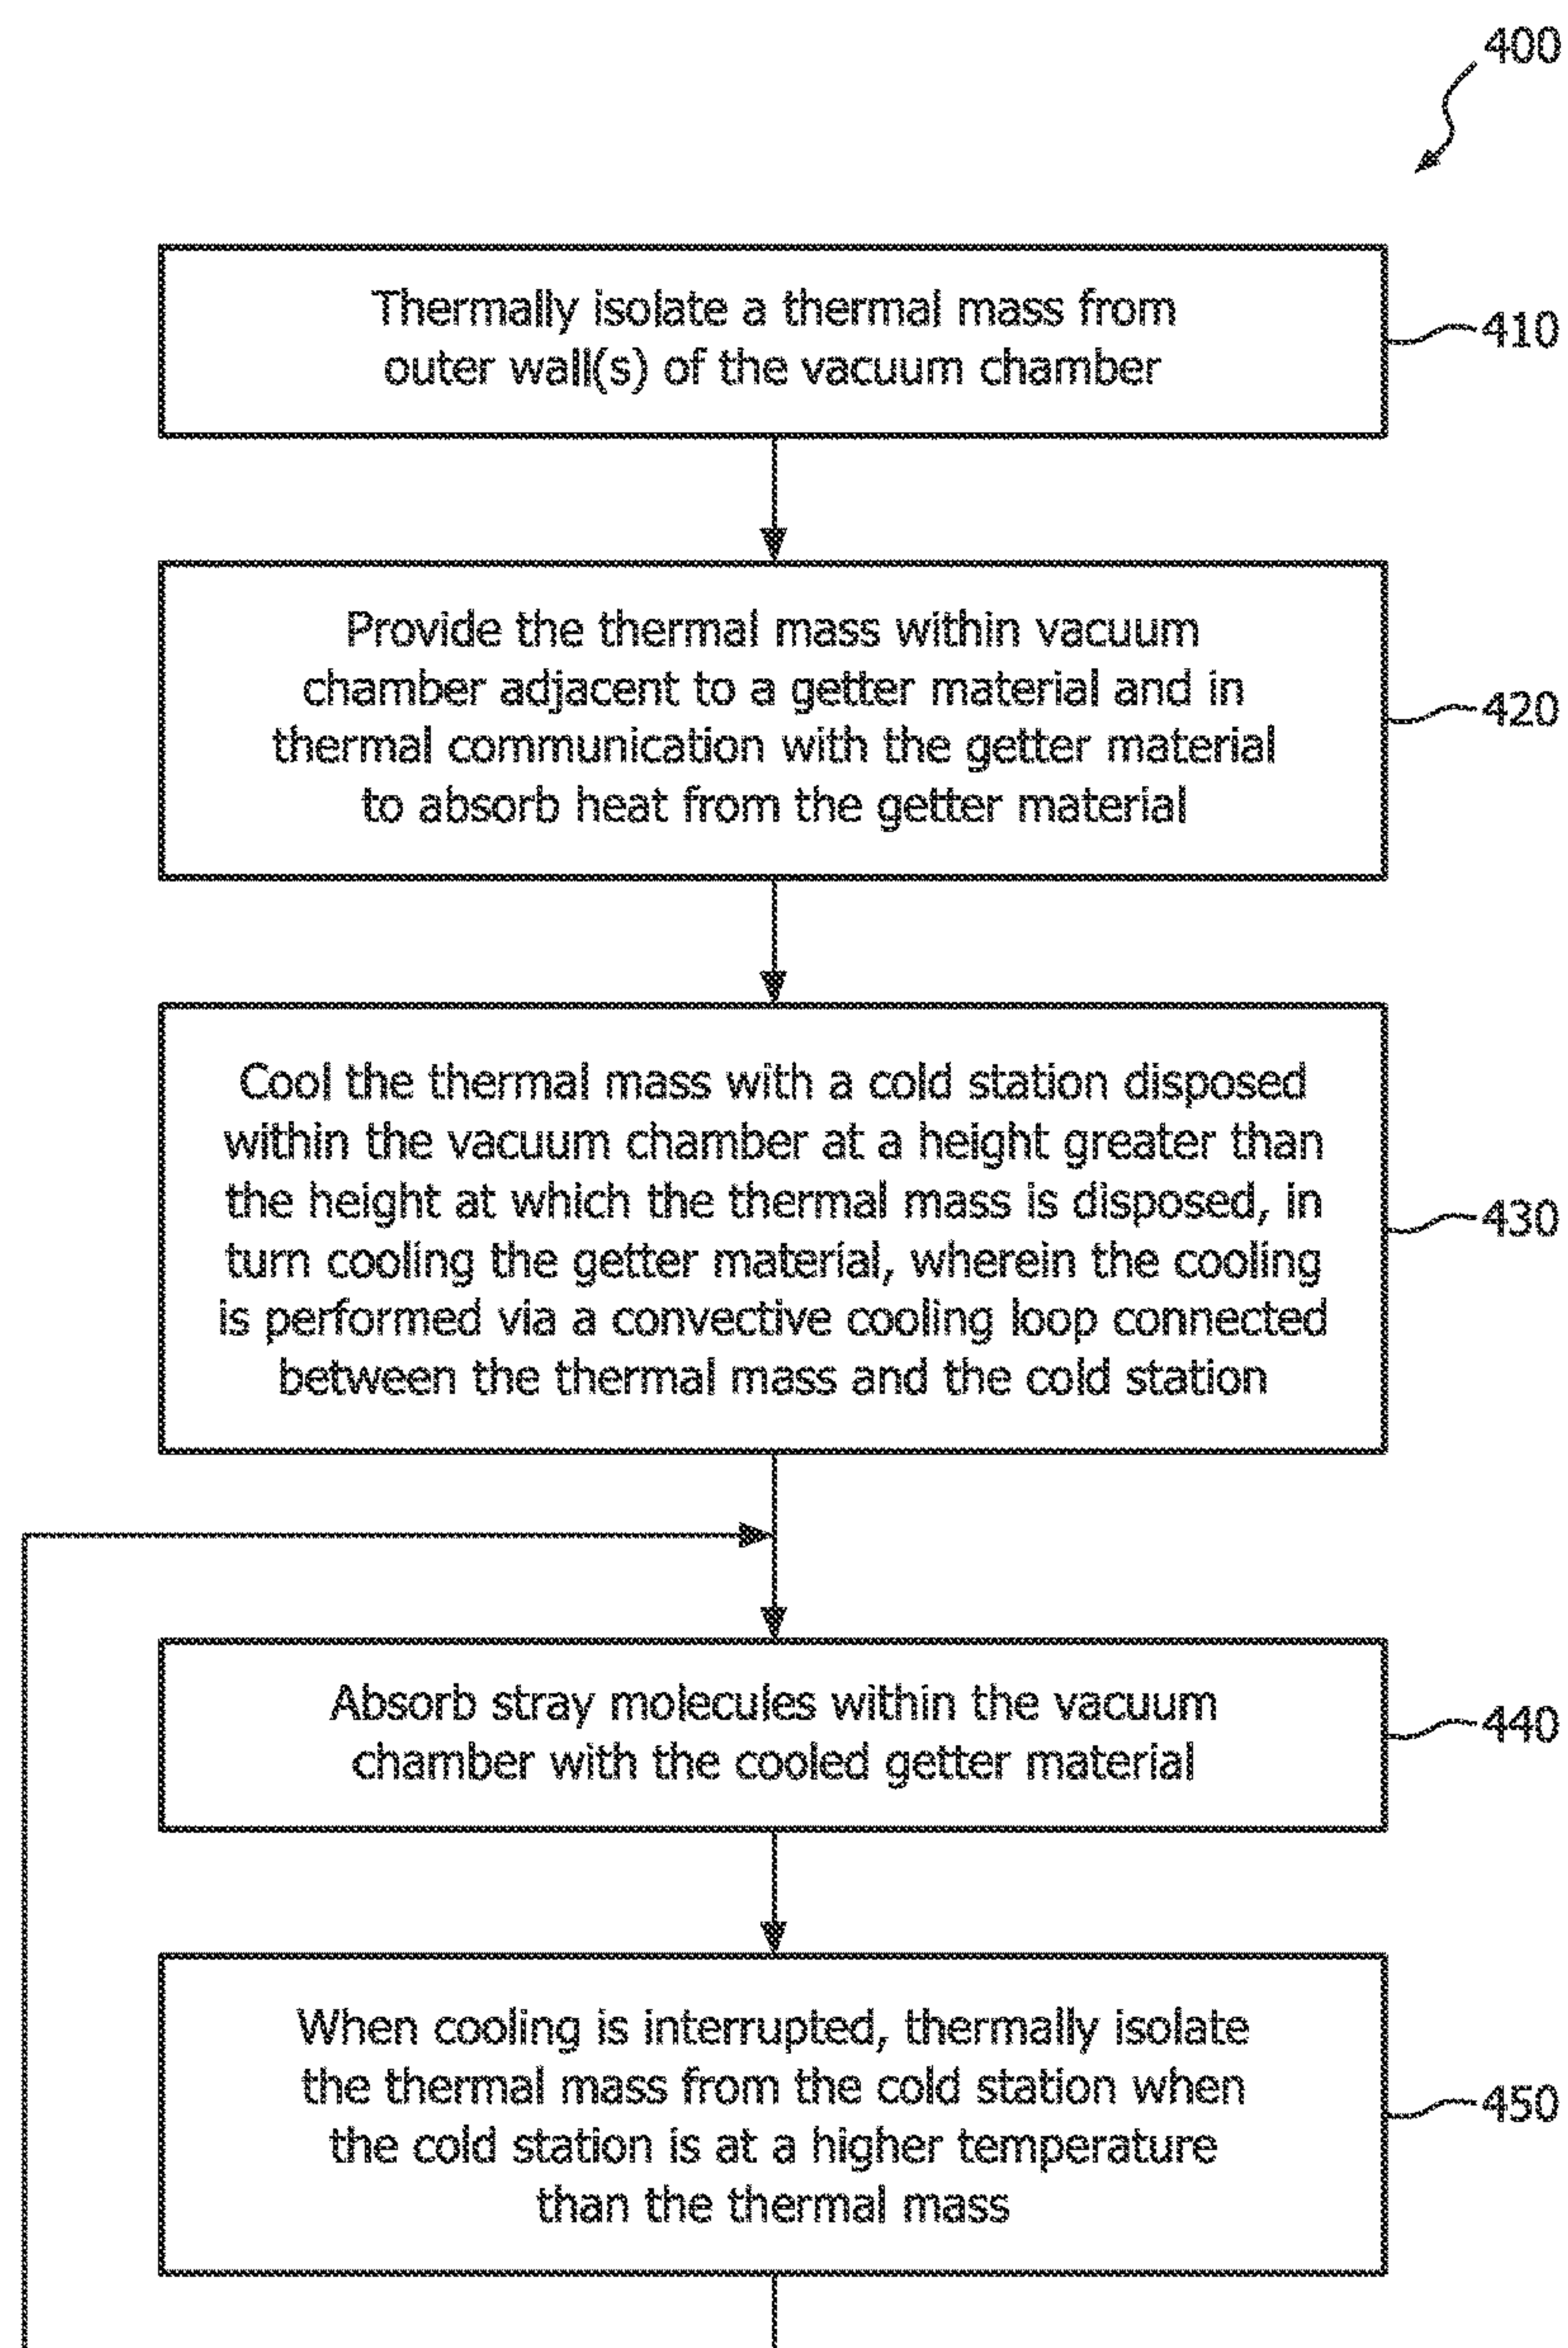 400
Thermally isolate a thermal mass from
outer wall(s) of the vacuum chamber
410
Provide the thermal mass within vacuum
chamber adjacent to a getter material and in
thermal communication with the getter material
to absorb heat from the getter material
420
Cool the thermal mass with a cold station disposed
within the vacuum chamber at a height greater than
the height at which the thermal mass is disposed, in
turn cooling the getter material, wherein the cooling
is performed via a convective cooling loop connected
between the thermal mass and the cold station
430
Absorb stray molecules within the vacuum
chamber with the cooled getter material
440
When cooling is interrupted, thermally isolate
the thermal mass from the cold station when
the cold station is at a higher temperature
than the thermal mass
450